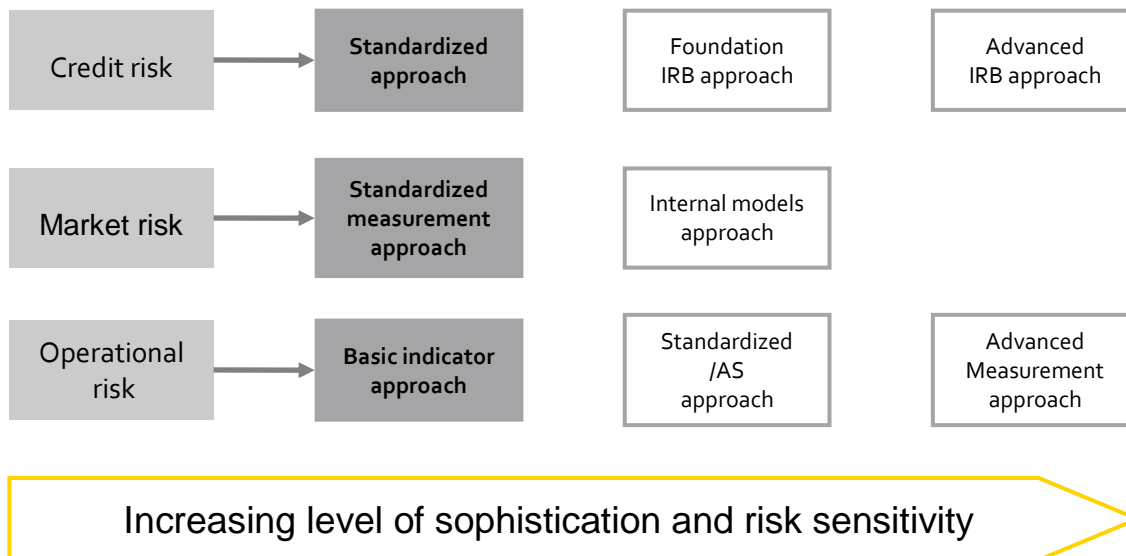 Credit risk
Standardized
approach
Foundation
IRB approach
Advanced
IRB approach
Market risk
Standardized
measurement
approach
Internal models
approach
Operational
risk
Basic indicator
approach
Standardized
/AS
approach
Advanced
Measurement
approach
Increasing level of sophistication and risk sensitivity